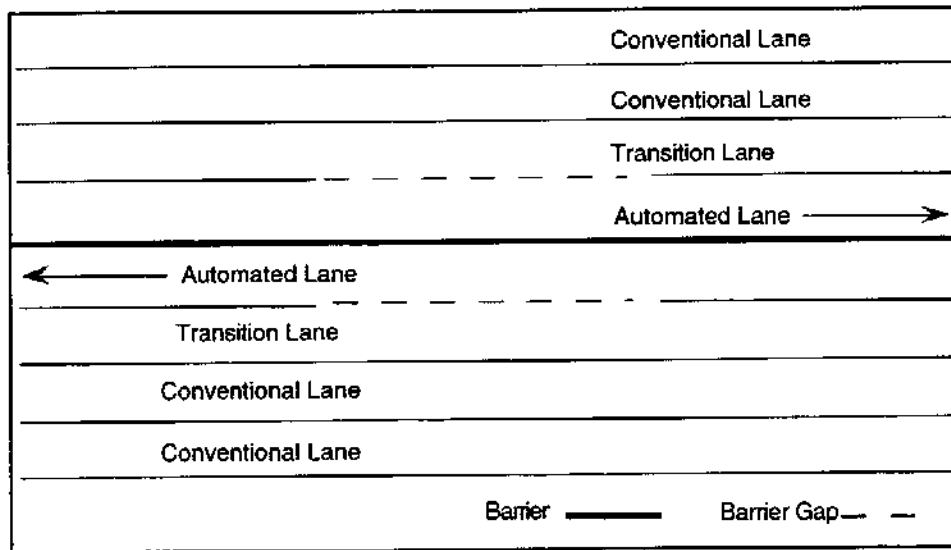 Conventional Lane
Conventional Lane
Transition Lane
Automated Lane
Automated Lane
Transition Lane
Conventional Lane
Conventional Lane
Barrier Barrier Gap